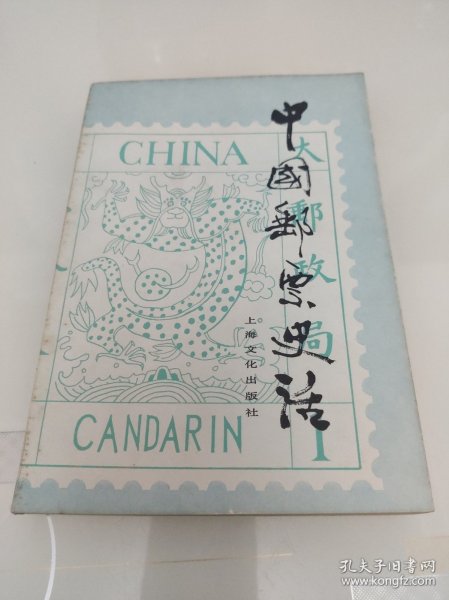 CHINA
大郵政局
中國郵票史话
上海文化出版社
CANDARIN
1
孔夫子旧书网
www.kongfz.com